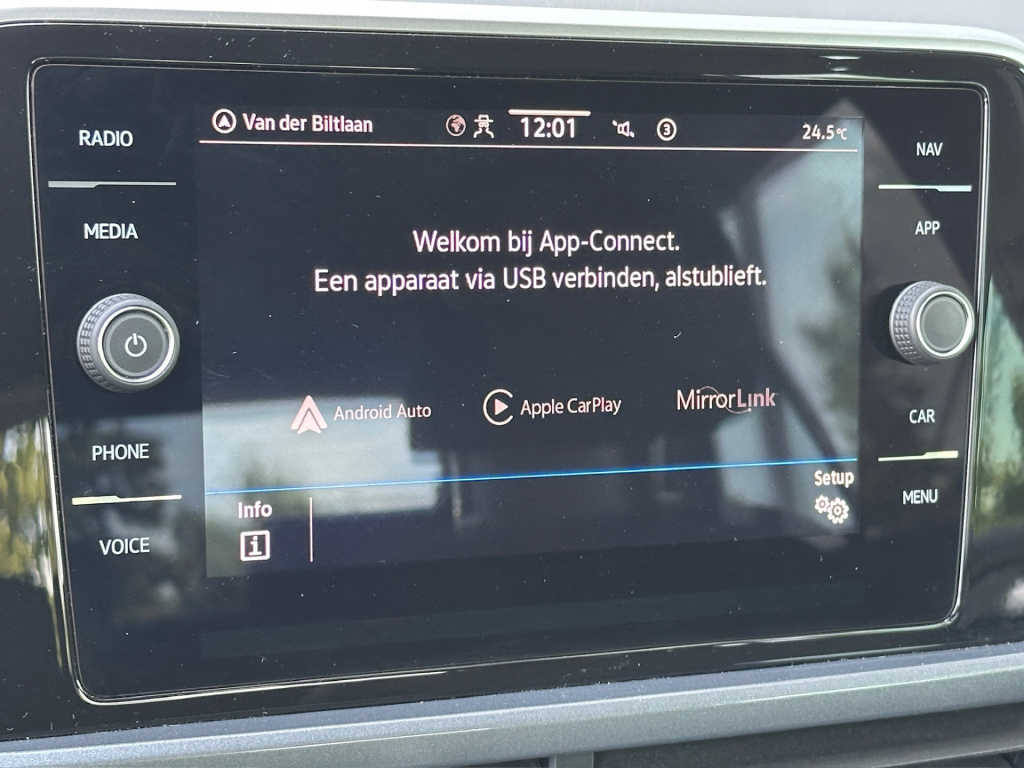 RADIO
MEDIA
PHONE
VOICE
Van der Biltlaan
12:01
3
24.5°C
Welkom bij App-Connect.
Een apparaat via USB verbinden, alstublieft.
Android Auto
Apple CarPlay
MirrorLink
Info
i
Setup
NAV
APP
CAR
MENU